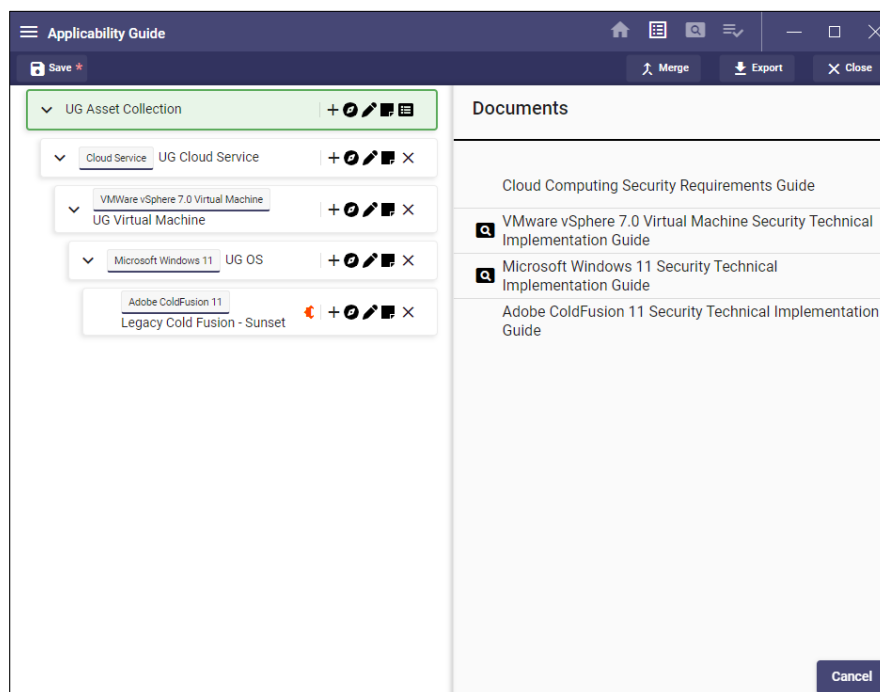 Applicability Guide
Save *
Merge
Export
Close
UG Asset Collection
Cloud Service UG Cloud Service
VMWare vSphere 7.0 Virtual Machine
UG Virtual Machine
Microsoft Windows 11 UG OS
Adobe ColdFusion 11
Legacy Cold Fusion - Sunset
Documents
Cloud Computing Security Requirements Guide
VMware vSphere 7.0 Virtual Machine Security Technical
Implementation Guide
Microsoft Windows 11 Security Technical
Implementation Guide
Adobe ColdFusion 11 Security Technical Implementation
Guide
Cancel